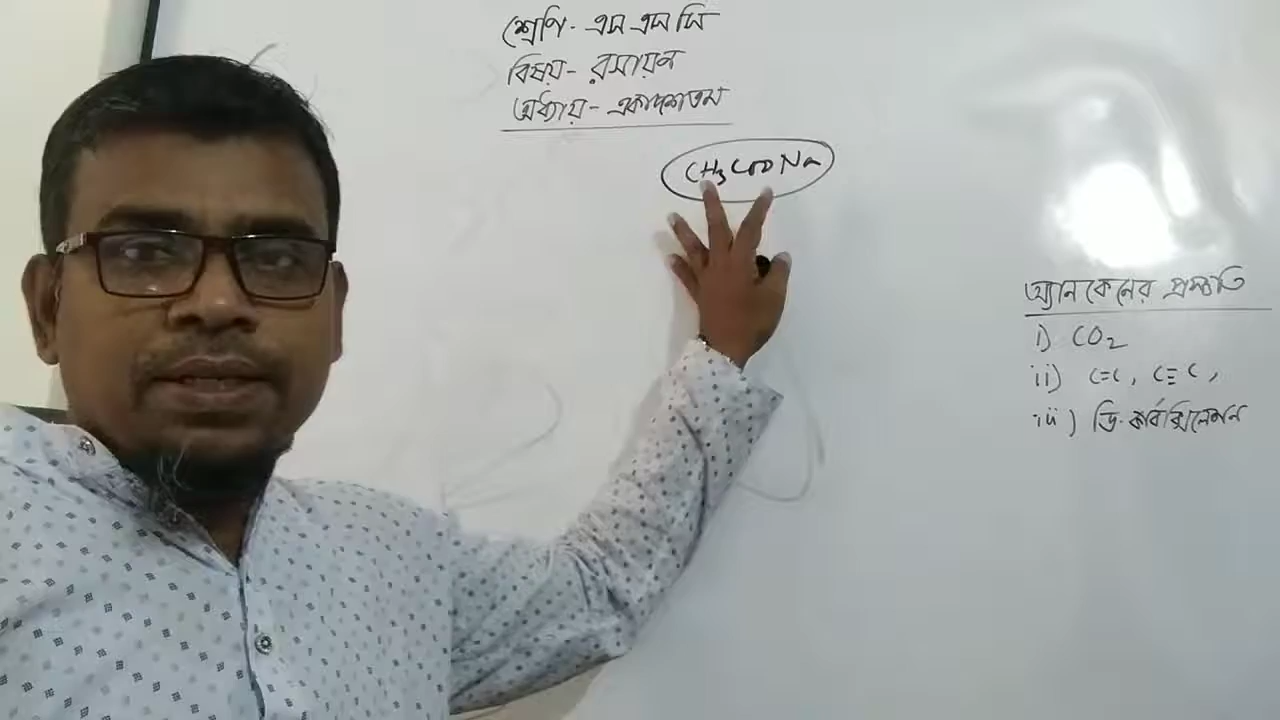 শ্রেণি- এস এস সি
বিষয়- রসায়ন
অধ্যায়- একাদশতম
CH3COONa
অ্যালকেনের প্রস্তুতি
i) CO2
ii) C=C, C≡C,
iii) ডি-কার্বক্সিলেশন